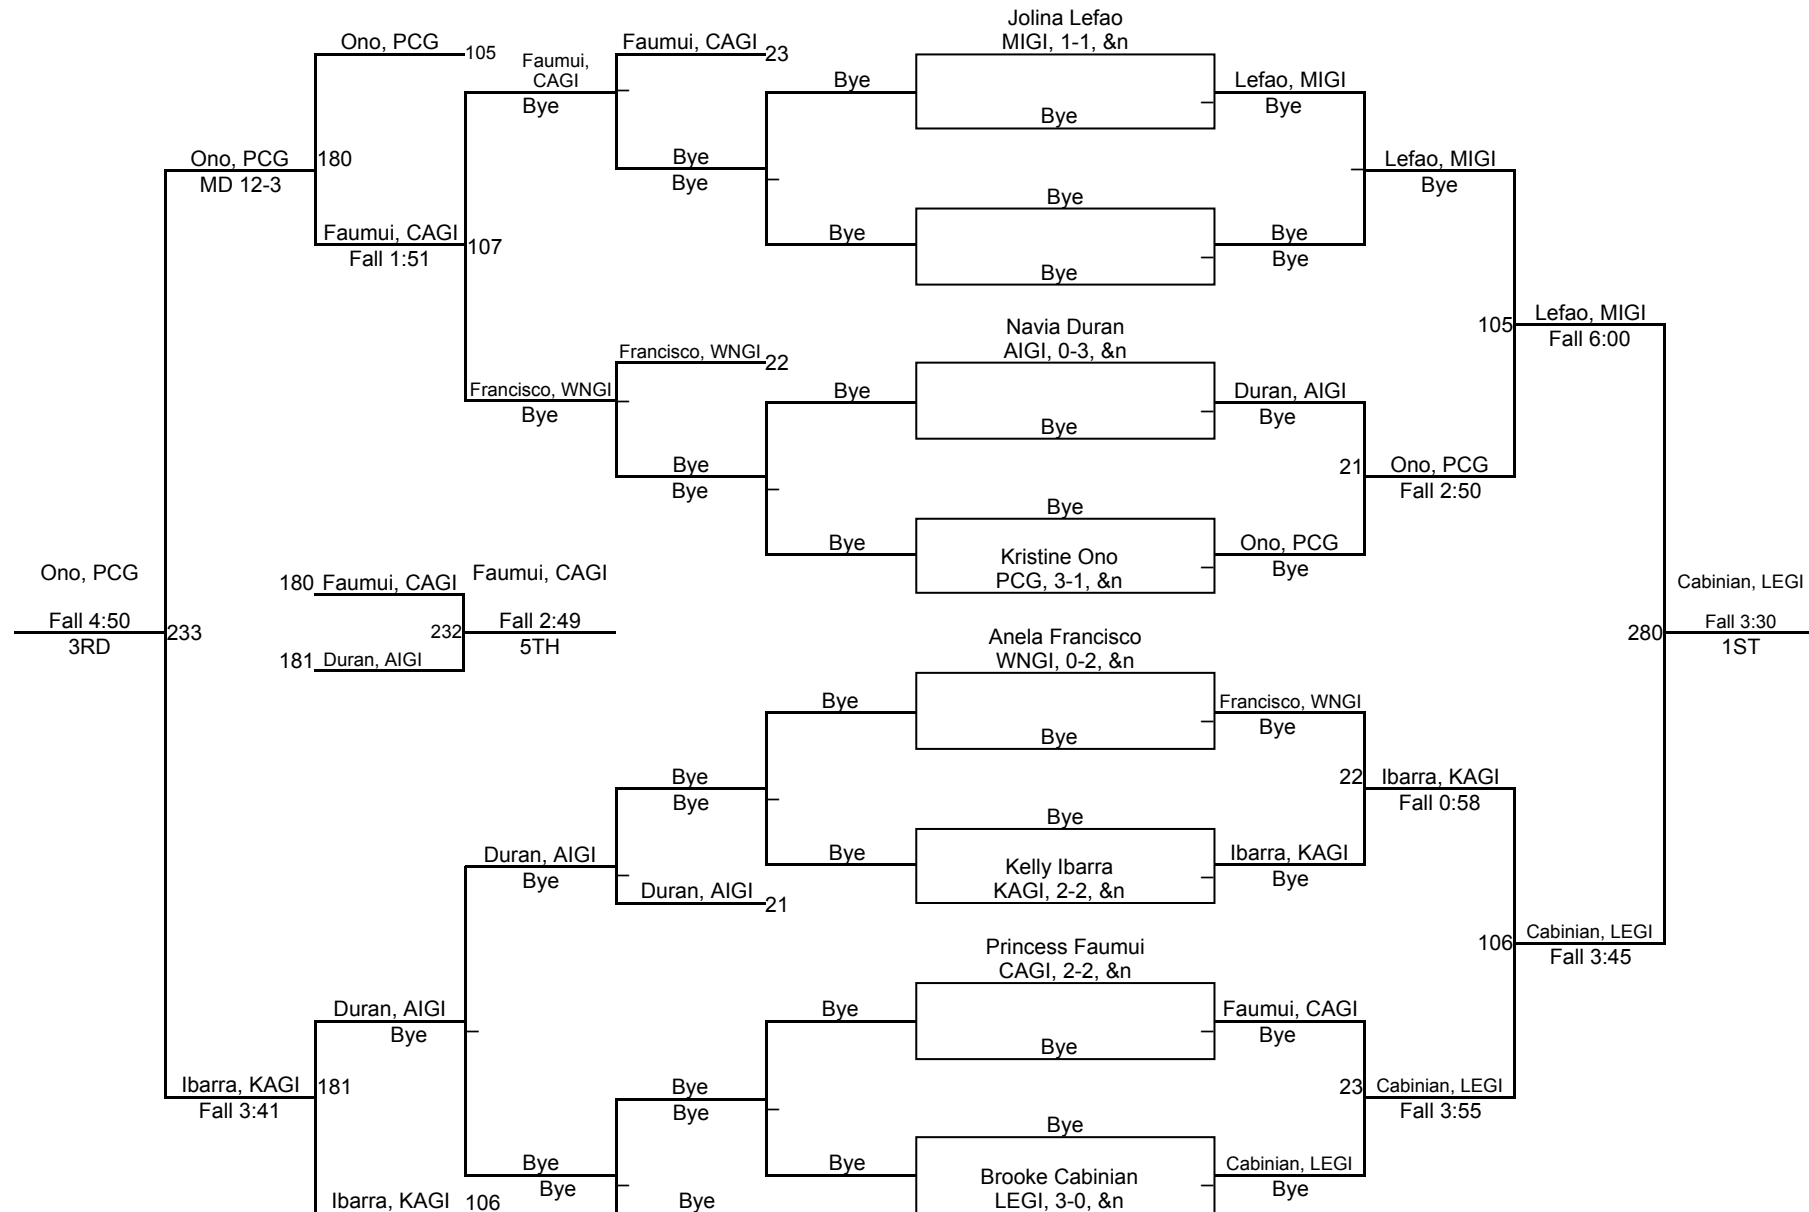 Jolina Lefao
MIGI, 1-1, &n
Ono, PCG
105
Faumui,
CAGI
Bye
Faumui, CAGI
23
Bye
Bye
Lefao, MIGI
Bye
Ono, PCG
MD 12-3
180
Bye
Bye
Lefao, MIGI
Bye
Bye
Faumui, CAGI
Fall 1:51
107
Bye
Bye
Bye
Bye
Navia Duran
AIGI, 0-3, &n
105
Lefao, MIGI
Fall 6:00
Francisco, WNGI
22
Francisco, WNGI
Bye
Bye
Bye
Duran, AIGI
Bye
Bye
Bye
21
Ono, PCG
Fall 2:50
Bye
Bye
Kristine Ono
PCG, 3-1, &n
Ono, PCG
Bye
Ono, PCG
Fall 4:50
3RD
233
180
Faumui, CAGI
181
Duran, AIGI
232
Faumui, CAGI
Fall 2:49
5TH
Cabinian, LEGI
280
Fall 3:30
1ST
Anela Francisco
WNGI, 0-2, &n
Bye
Bye
Francisco, WNGI
Bye
Bye
Bye
22
Ibarra, KAGI
Fall 0:58
Duran, AIGI
Bye
Bye
Bye
Kelly Ibarra
KAGI, 2-2, &n
Ibarra, KAGI
Bye
Duran, AIGI
21
106
Cabinian, LEGI
Fall 3:45
Princess Faumui
CAGI, 2-2, &n
Duran, AIGI
Bye
Bye
Bye
Faumui, CAGI
Bye
Ibarra, KAGI
Fall 3:41
181
Bye
Bye
23
Cabinian, LEGI
Fall 3:55
Bye
Bye
Bye
Bye
Brooke Cabinian
LEGI, 3-0, &n
Cabinian, LEGI
Bye
Ibarra, KAGI
106
Bye